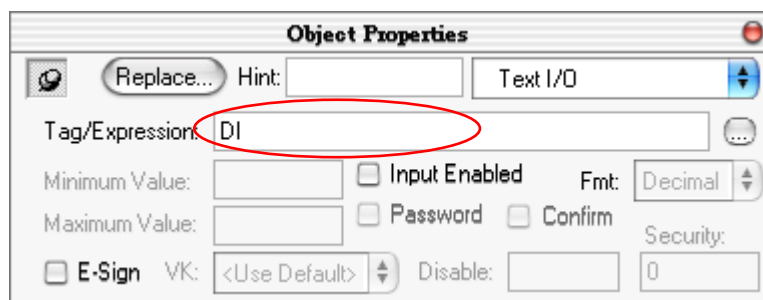 Object Properties
Replace... Hint: Text I/O
Tag/Expression: DI ...
Minimum Value: Input Enabled Fmt: Decimal
Maximum Value: Password Confirm Security:
E-Sign VK: <Use Default> Disable: 0